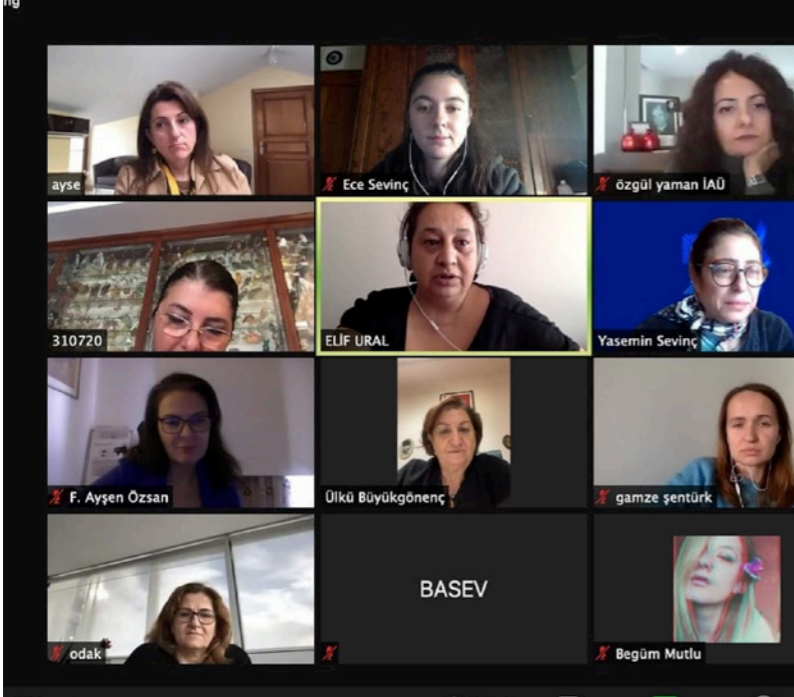 ng
ayse
Ece Sevinç
özgül yaman İAÜ
310720
ELİF URAL
Yasemin Sevinç
F. Ayşen Özsan
Ülkü Büyükgönenç
gamze şentürk
odak
BASEV
Begüm Mutlu